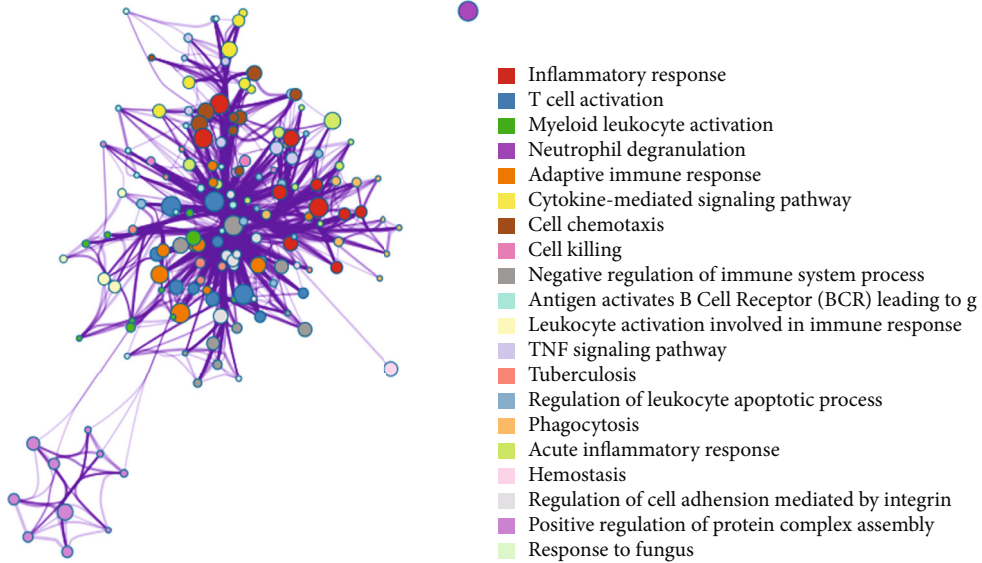 Inflammatory response
T cell activation
Myeloid leukocyte activation
Neutrophil degranulation
Adaptive immune response
Cytokine-mediated signaling pathway
Cell chemotaxis
Cell killing
Negative regulation of immune system process
Antigen activates B Cell Receptor (BCR) leading to g
Leukocyte activation involved in immune response
TNF signaling pathway
Tuberculosis
Regulation of leukocyte apoptotic process
Phagocytosis
Acute inflammatory response
Hemostasis
Regulation of cell adhension mediated by integrin
Positive regulation of protein complex assembly
Response to fungus